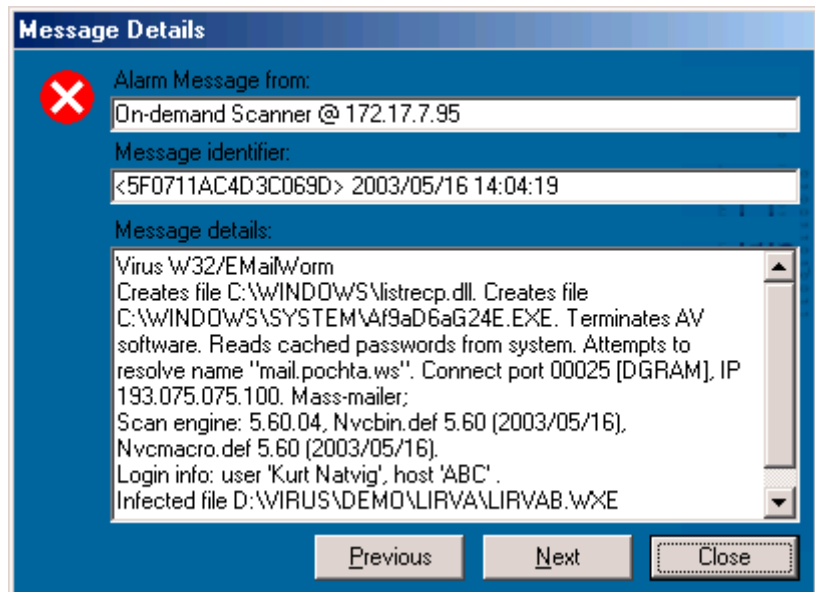 Message Details
Alarm Message from:
On-demand Scanner @ 172.17.7.95
Message identifier:
<5F0711AC4D3C069D> 2003/05/16 14:04:19
Message details:
Virus W32/EMailWorm
Creates file C:\WINDOWS\listrecp.dll. Creates file
C:\WINDOWS\SYSTEM\Af9aD6aG24E.EXE. Terminates AV
software. Reads cached passwords from system. Attempts to
resolve name "mail.pochta.ws". Connect port 00025 [DGRAM], IP
193.075.075.100. Mass-mailer;
Scan engine: 5.60.04, Nvcbin.def 5.60 (2003/05/16),
Nvcmacro.def 5.60 (2003/05/16).
Login info: user 'Kurt Natvig', host 'ABC' .
Infected file D:\VIRUS\DEMO\LIRVA\LIRVAB.WXE
Previous
Next
Close